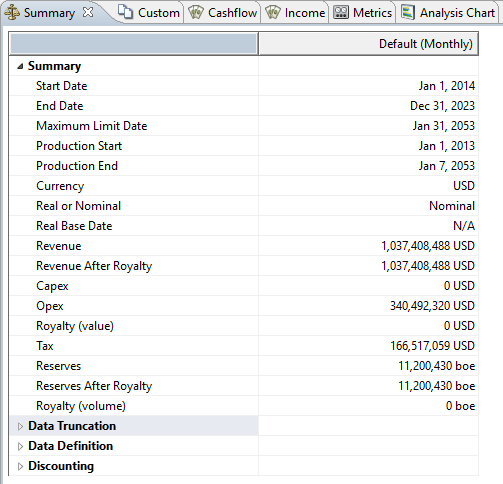 Summary Custom Cashflow Income Metrics Analysis Chart
Default (Monthly)
Summary
Start Date Jan 1, 2014
End Date Dec 31, 2023
Maximum Limit Date Jan 31, 2053
Production Start Jan 1, 2013
Production End Jan 7, 2053
Currency USD
Real or Nominal Nominal
Real Base Date N/A
Revenue 1,037,408,488 USD
Revenue After Royalty 1,037,408,488 USD
Capex 0 USD
Opex 340,492,320 USD
Royalty (value) 0 USD
Tax 166,517,059 USD
Reserves 11,200,430 boe
Reserves After Royalty 11,200,430 boe
Royalty (volume) 0 boe
Data Truncation
Data Definition
Discounting